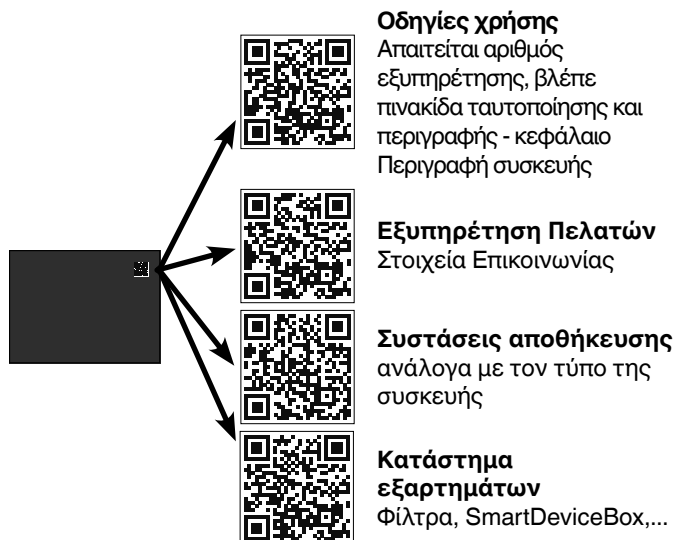 Οδηγίες χρήσης
Απαιτείται αριθμός
εξυπηρέτησης, βλέπε
πινακίδα ταυτοποίησης και
περιγραφής - κεφάλαιο
Περιγραφή συσκευής
Εξυπηρέτηση Πελατών
Στοιχεία Επικοινωνίας
Συστάσεις αποθήκευσης
ανάλογα με τον τύπο της
συσκευής
Κατάστημα
εξαρτημάτων
Φίλτρα, SmartDeviceBox,...